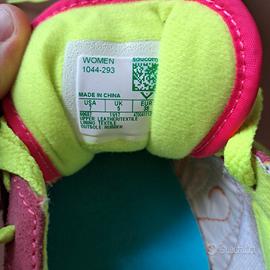 WOMEN
1044-293
saucony
MADE IN CHINA
USA UK EUR
7 5 38
UPPER: LEATHER/TEXTILE
LINING: TEXTILE
OUTSOLE: RUBBER
Subito